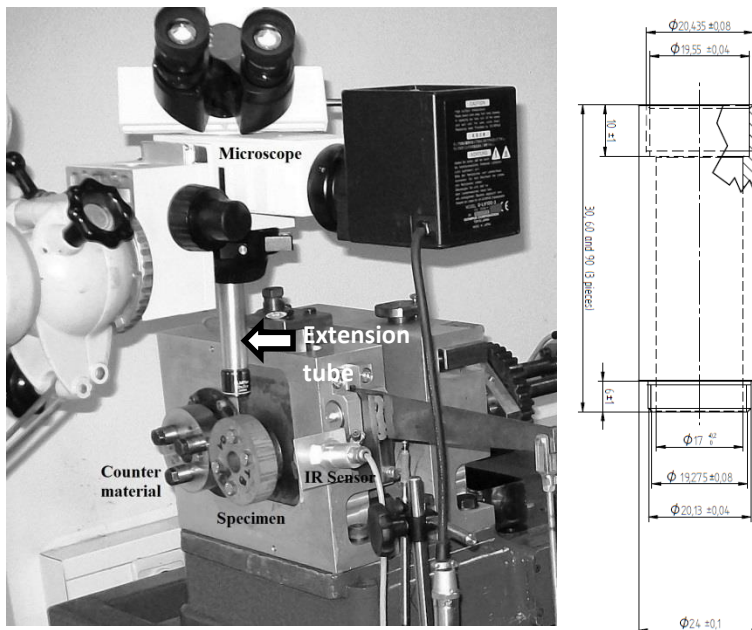 Microscope
Extension
tube
Counter
material
IR Sensor
Specimen
CAUTION
Φ20,435 ±0,08
Φ19,55 ±0,04
10 ±1
30, 60 and 90 (3 pieces)
6±1
Φ17
Φ19,275±0,08
Φ20,13 ±0,04
Φ24 ±0,1